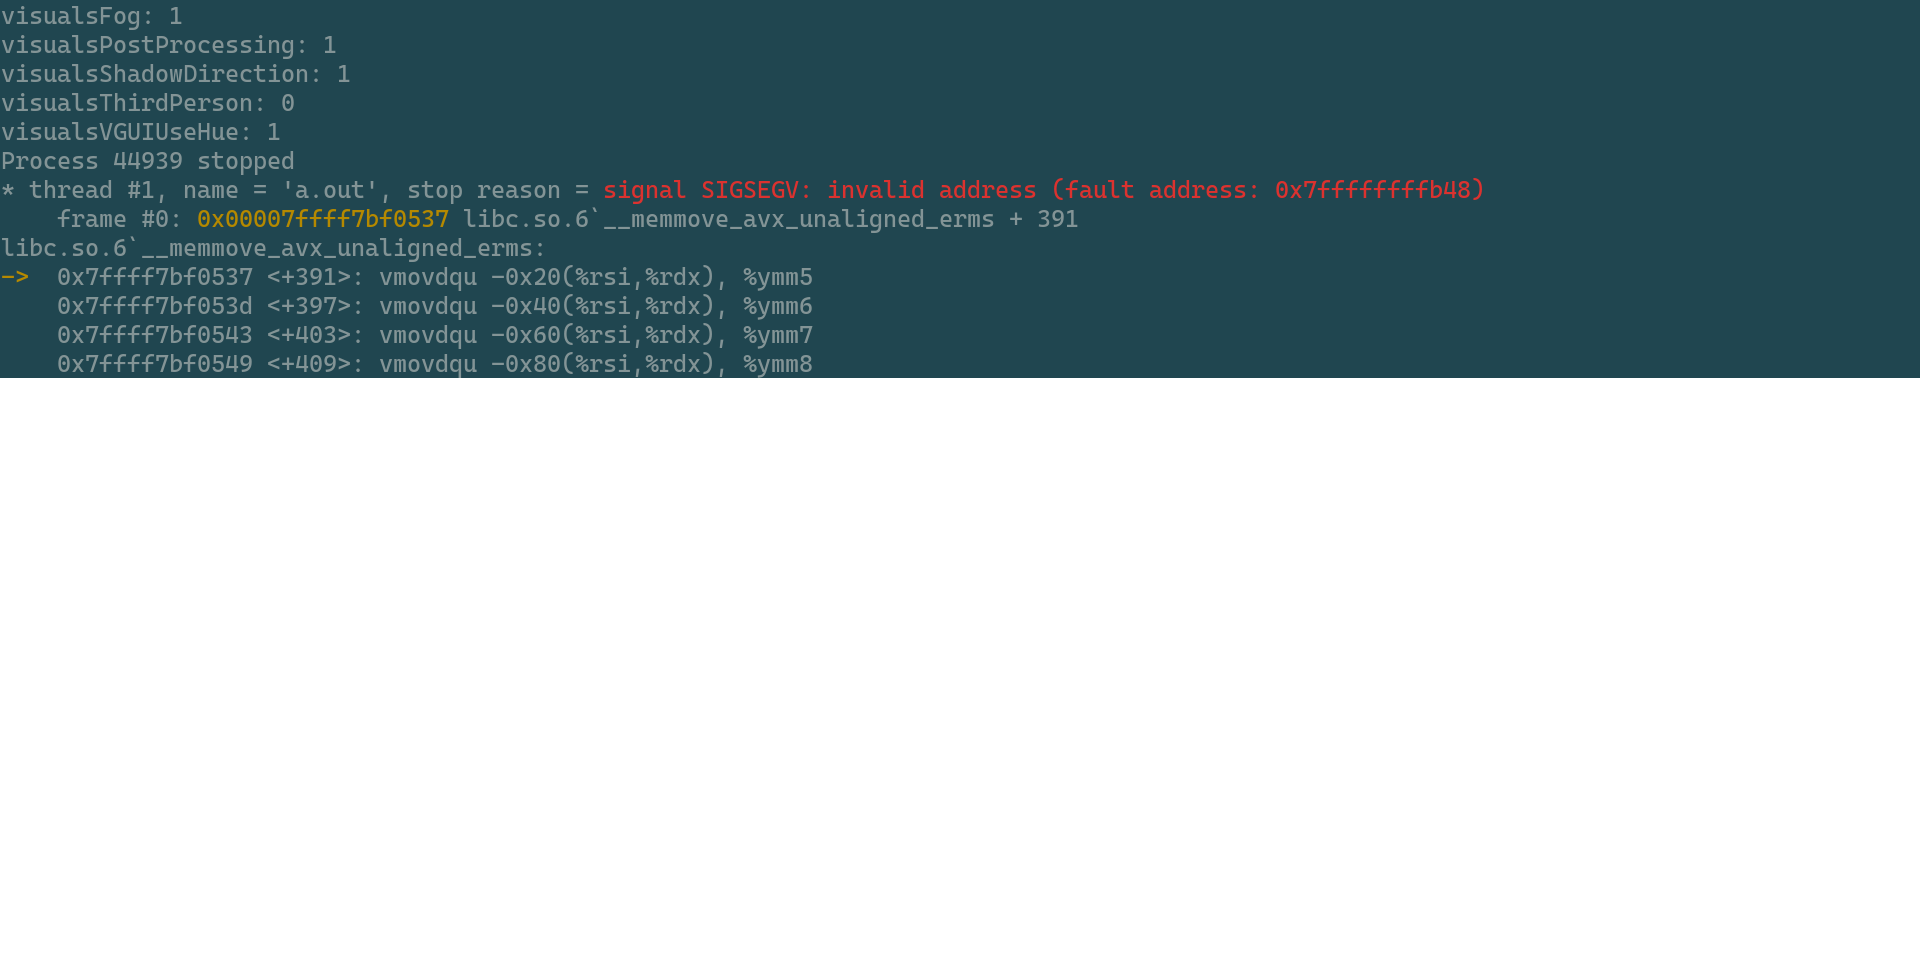 visualsFog: 1
visualsPostProcessing: 1
visualsShadowDirection: 1
visualsThirdPerson: 0
visualsVGUIUseHue: 1
Process 44939 stopped
* thread #1, name = 'a.out', stop reason = signal SIGSEGV: invalid address (fault address: 0x7ffffffffb48)
    frame #0: 0x00007ffff7bf0537 libc.so.6`__memmove_avx_unaligned_erms + 391
libc.so.6`__memmove_avx_unaligned_erms:
->  0x7ffff7bf0537 <+391>: vmovdqu -0x20(%rsi,%rdx), %ymm5
    0x7ffff7bf053d <+397>: vmovdqu -0x40(%rsi,%rdx), %ymm6
    0x7ffff7bf0543 <+403>: vmovdqu -0x60(%rsi,%rdx), %ymm7
    0x7ffff7bf0549 <+409>: vmovdqu -0x80(%rsi,%rdx), %ymm8